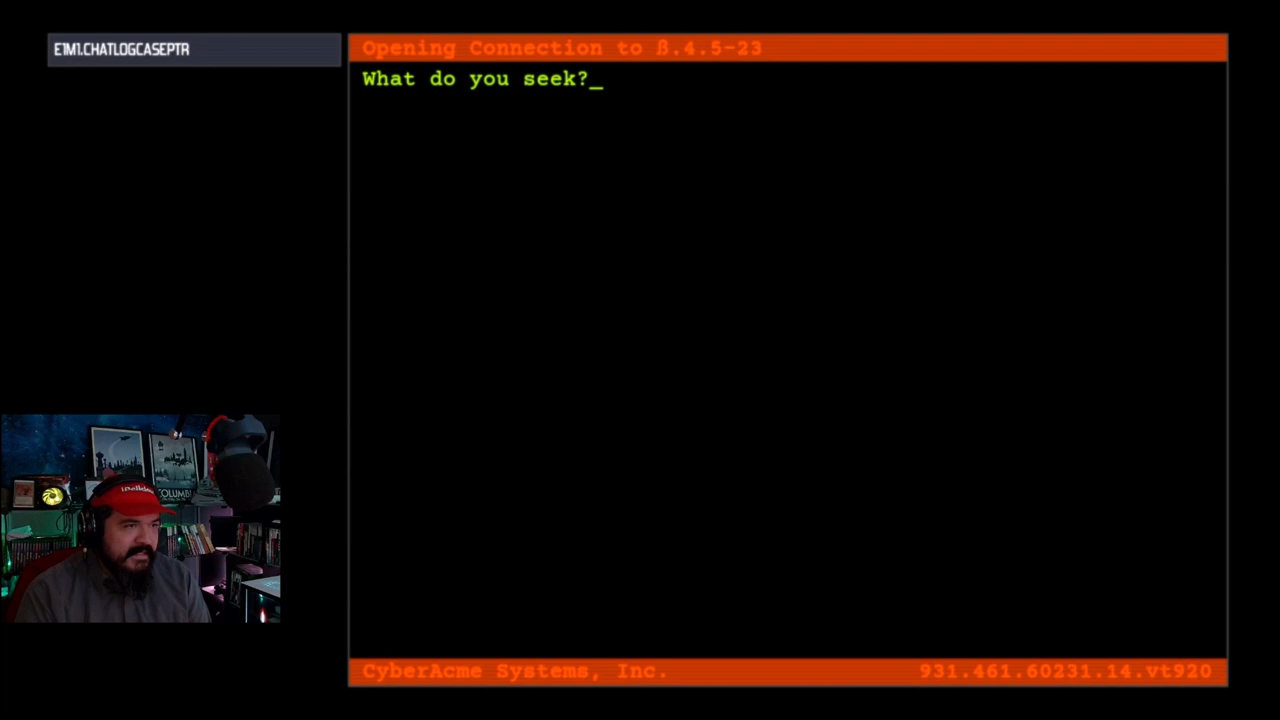 E1M1.CHATLOGCASEPTR
Opening Connection to ß.4.5-23
What do you seek?_
COLUMBI
CyberAcme Systems, Inc.
931.461.60231.14.vt920